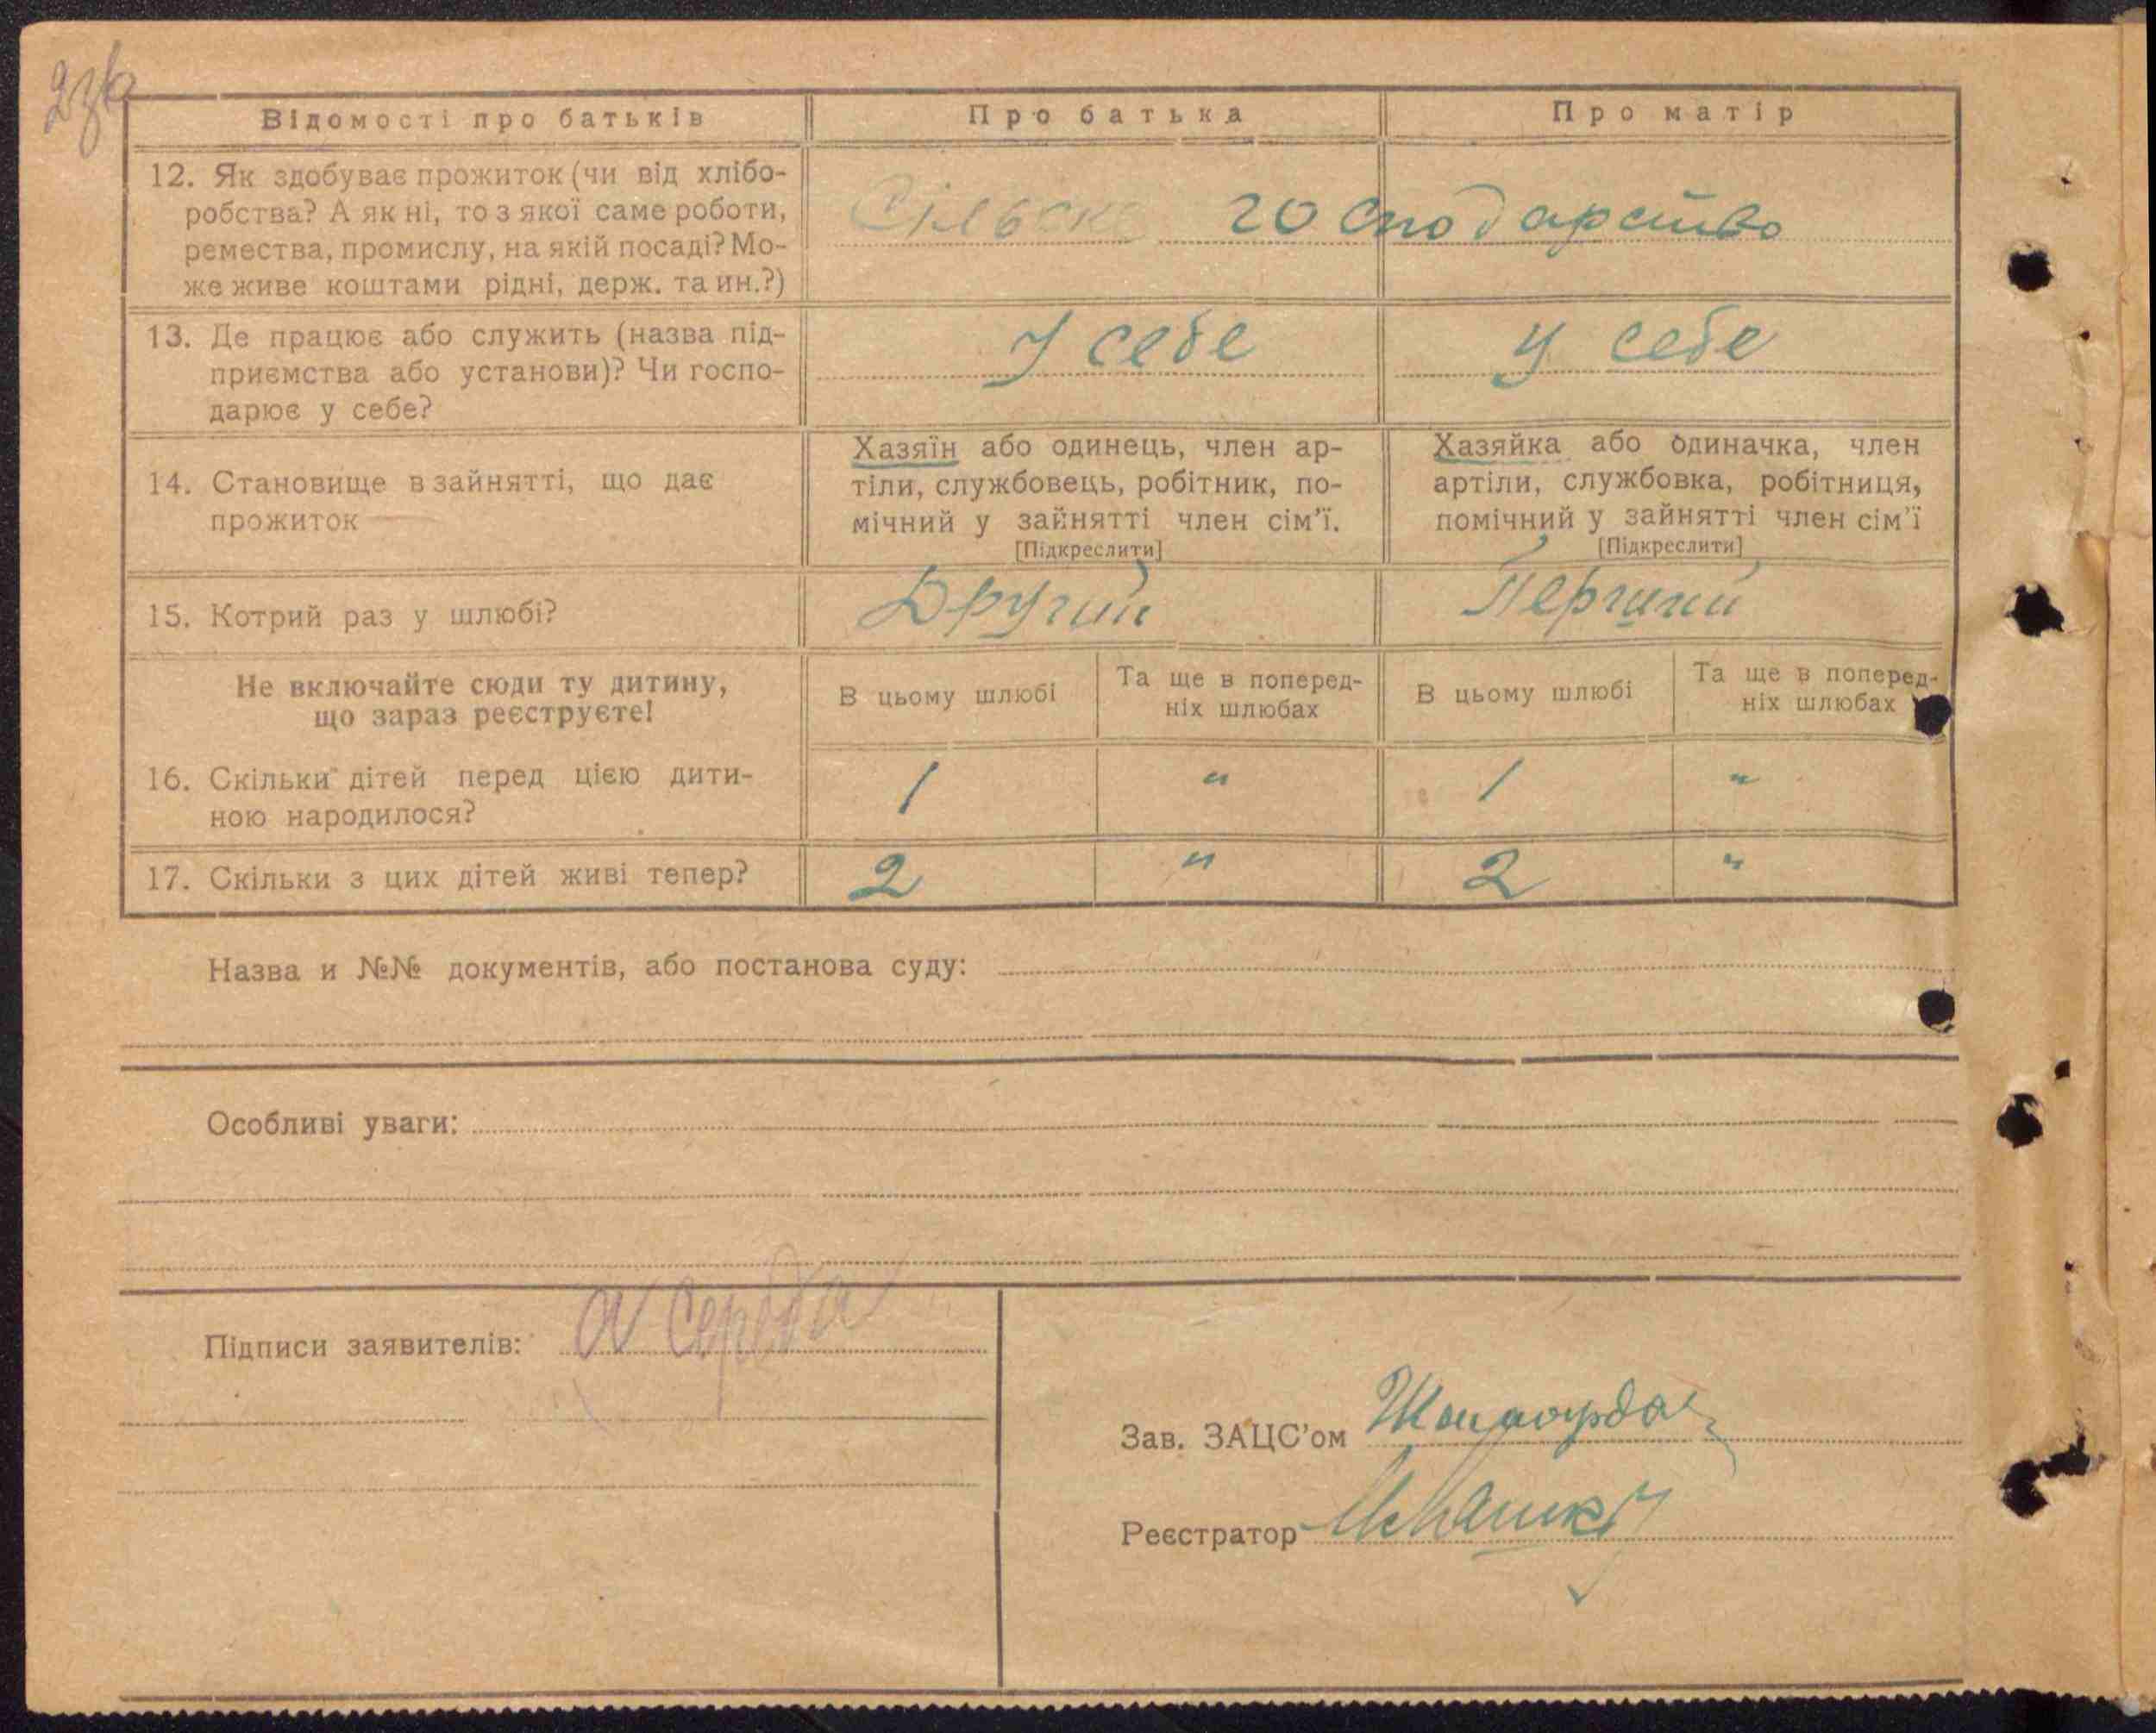 Відомості про батьків Про батька Про матір
12. Як здобуває прожиток (чи від хлібо-
робства? А як ні, то з якої саме роботи,
ремества, промислу, на якій посаді? Мо-
же живе коштами рідні, держ. та ин.?)
Сільське господарство
13. Де працює або служить (назва під-
приємства або установи)? Чи госпо-
дарює у себе?
У себе У себе
14. Становище в зайнятті, що дає
прожиток
Хазяїн або одинець, член ар-
тіли, службовець, робітник, по-
мічний у зайнятті член сім'ї.
[Підкреслити]
Хазяйка або одиначка, член
артіли, службовка, робітниця,
помічний у зайнятті член сім'ї
[Підкреслити]
15. Котрий раз у шлюбі? Другий Перший
Не включайте сюди ту дитину,
що зараз реєструєте!
В цьому шлюбі
Та ще в поперед-
ніх шлюбах
В цьому шлюбі
Та ще в поперед-
ніх шлюбах
16. Скільки дітей перед цією дити-
ною народилося?
1 " 1 "
17. Скільки з цих дітей живі тепер? 2 " 2 "
Назва и №№ документів, або постанова суду:
Особливі уваги:
Підписи заявителів:
Зав. ЗАЦС'ом
Реєстратор